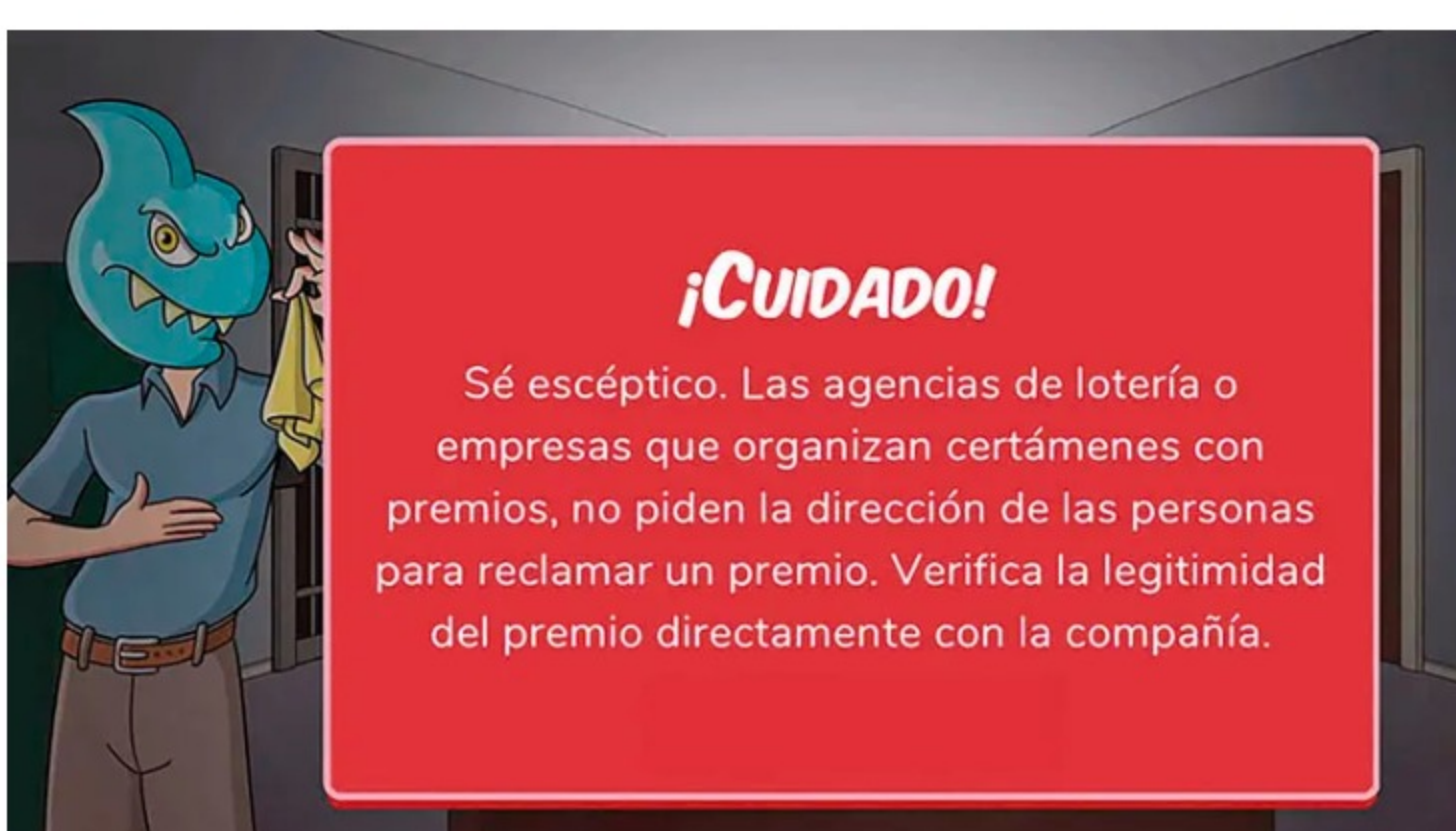 ¡CUIDADO!
Sé escéptico. Las agencias de lotería o
empresas que organizan certámenes con
premios, no piden la dirección de las personas
para reclamar un premio. Verifica la legitimidad
del premio directamente con la compañía.